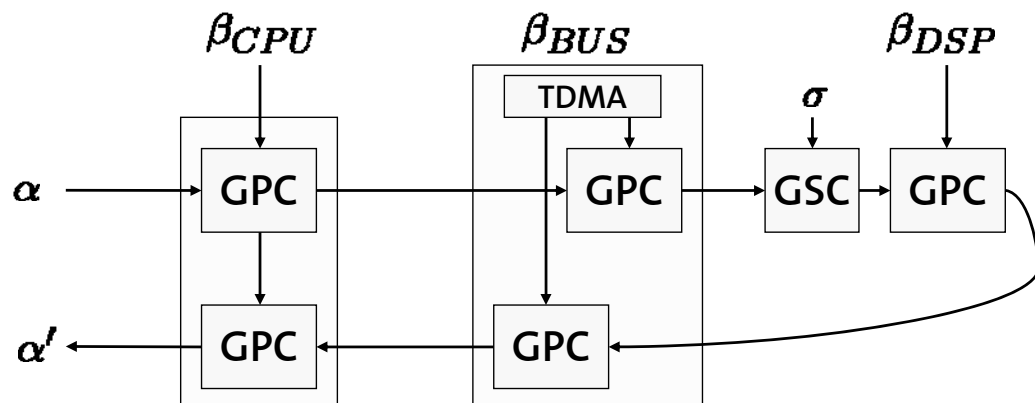 β_CPU β_BUS β_DSP
TDMA
σ
α GPC GPC GSC GPC
α′ GPC GPC